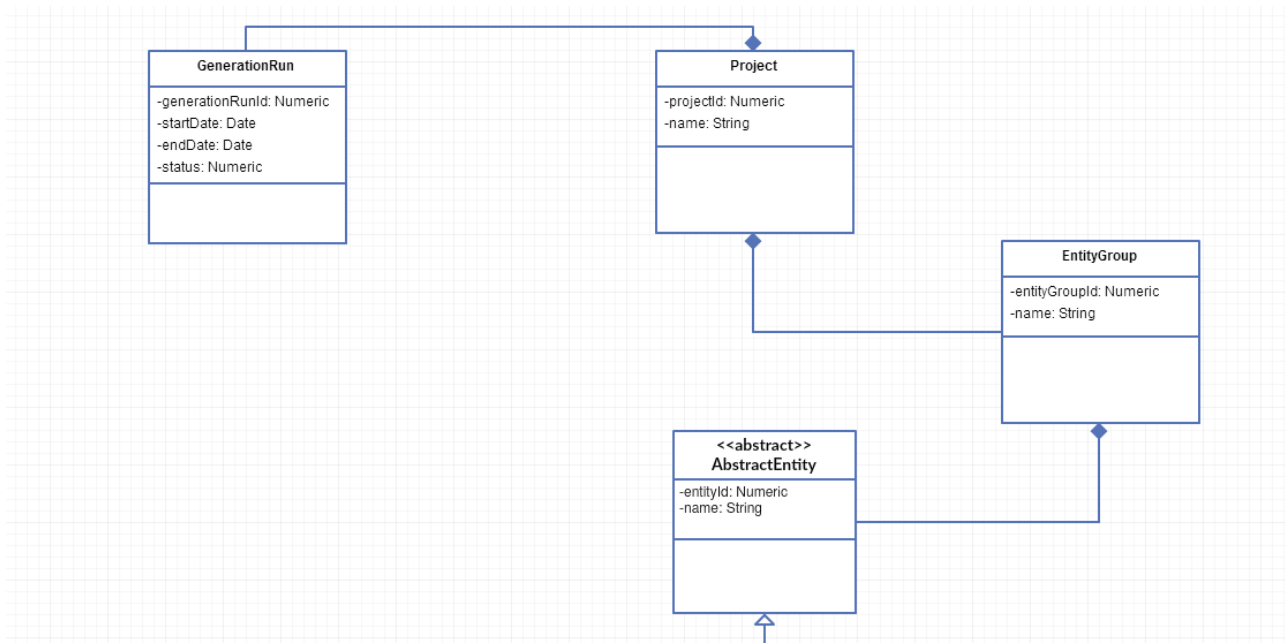 GenerationRun
-generationRunId: Numeric
-startDate: Date
-endDate: Date
-status: Numeric
Project
-projectId: Numeric
-name: String
EntityGroup
-entityGroupId: Numeric
-name: String
<<abstract>>
AbstractEntity
-entityId: Numeric
-name: String